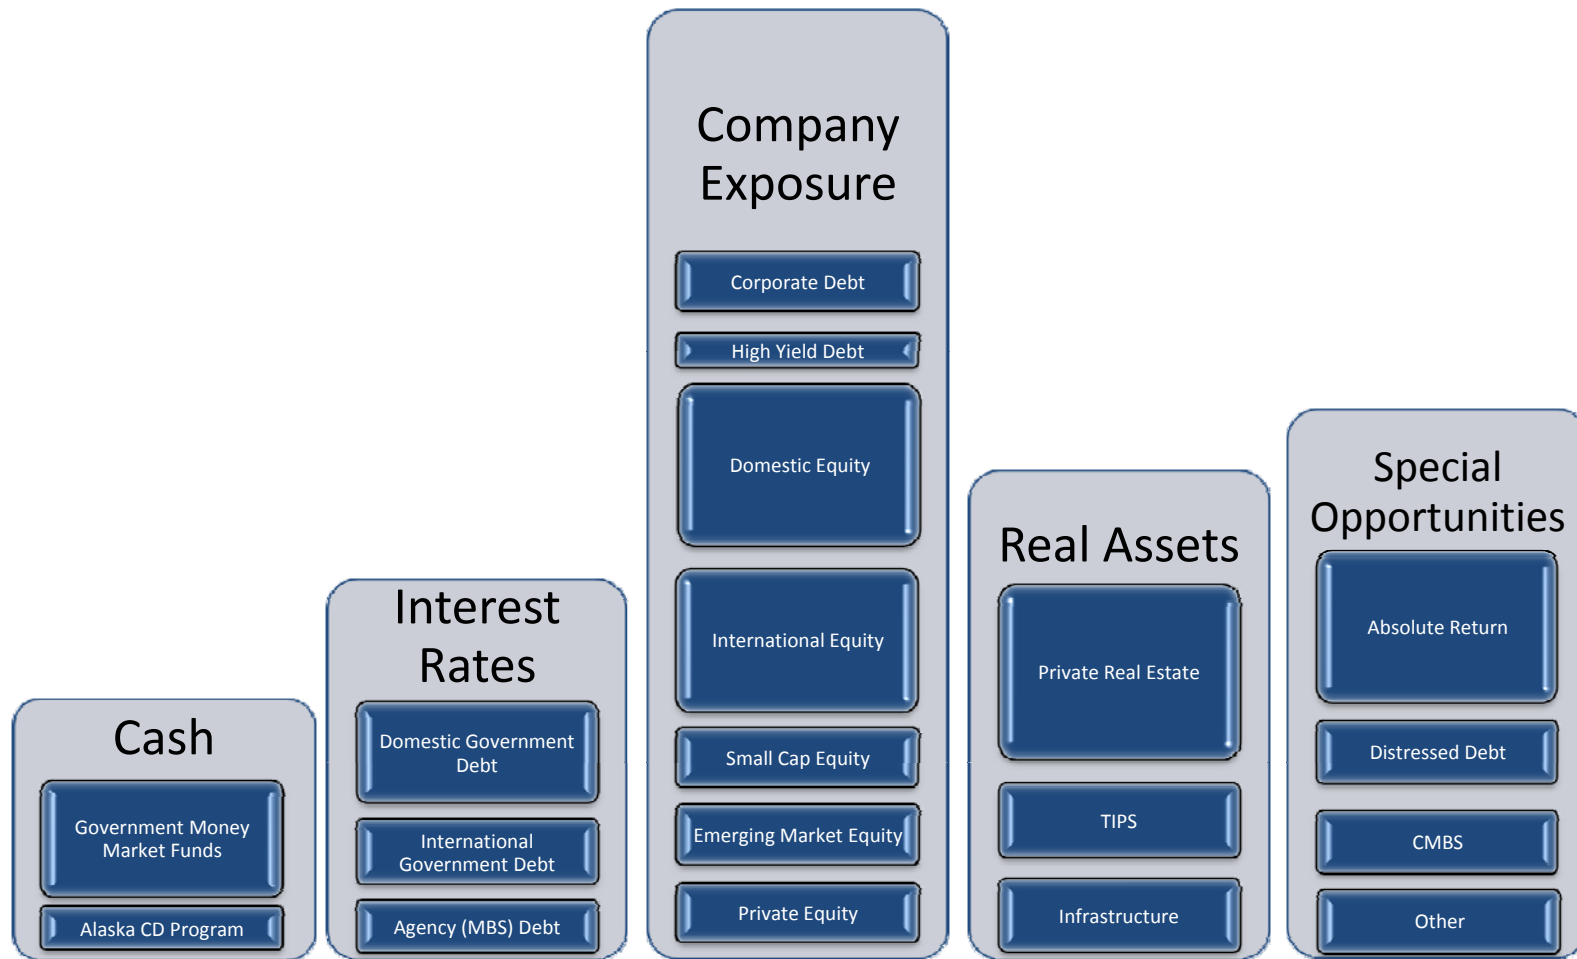 Cash
Government Money
Market Funds
Alaska CD Program
Interest
Rates
Domestic Government
Debt
International
Government Debt
Agency (MBS) Debt
Company
Exposure
Corporate Debt
High Yield Debt
Domestic Equity
International Equity
Small Cap Equity
Emerging Market Equity
Private Equity
Real Assets
Private Real Estate
TIPS
Infrastructure
Special
Opportunities
Absolute Return
Distressed Debt
CMBS
Other